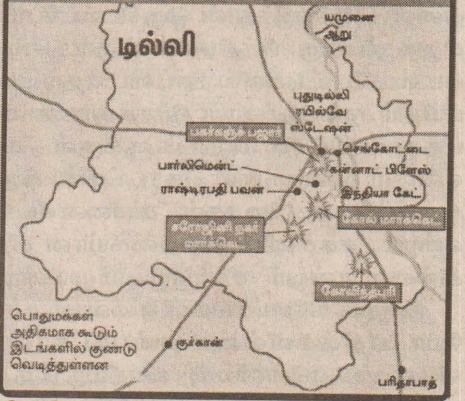 யமுனை
ஆறு
டில்லி
புதுடில்லி
ரயில்வே
ஸ்டேஷன்
பகர்கஞ்ச் பஜார்
செங்கோட்டை
கன்னாட் பிளேஸ்
பார்லிமென்ட்
ராஷ்டிரபதி பவன்
இந்தியா கேட்
கோல் மார்க்கெட்
சரோஜினி நகர்
மார்க்கெட்
கோவிந்தபுரி
பொதுமக்கள்
அதிகமாக கூடும்
இடங்களில் குண்டு
வெடித்துள்ளன
குர்கான்
பரிதாபாத்